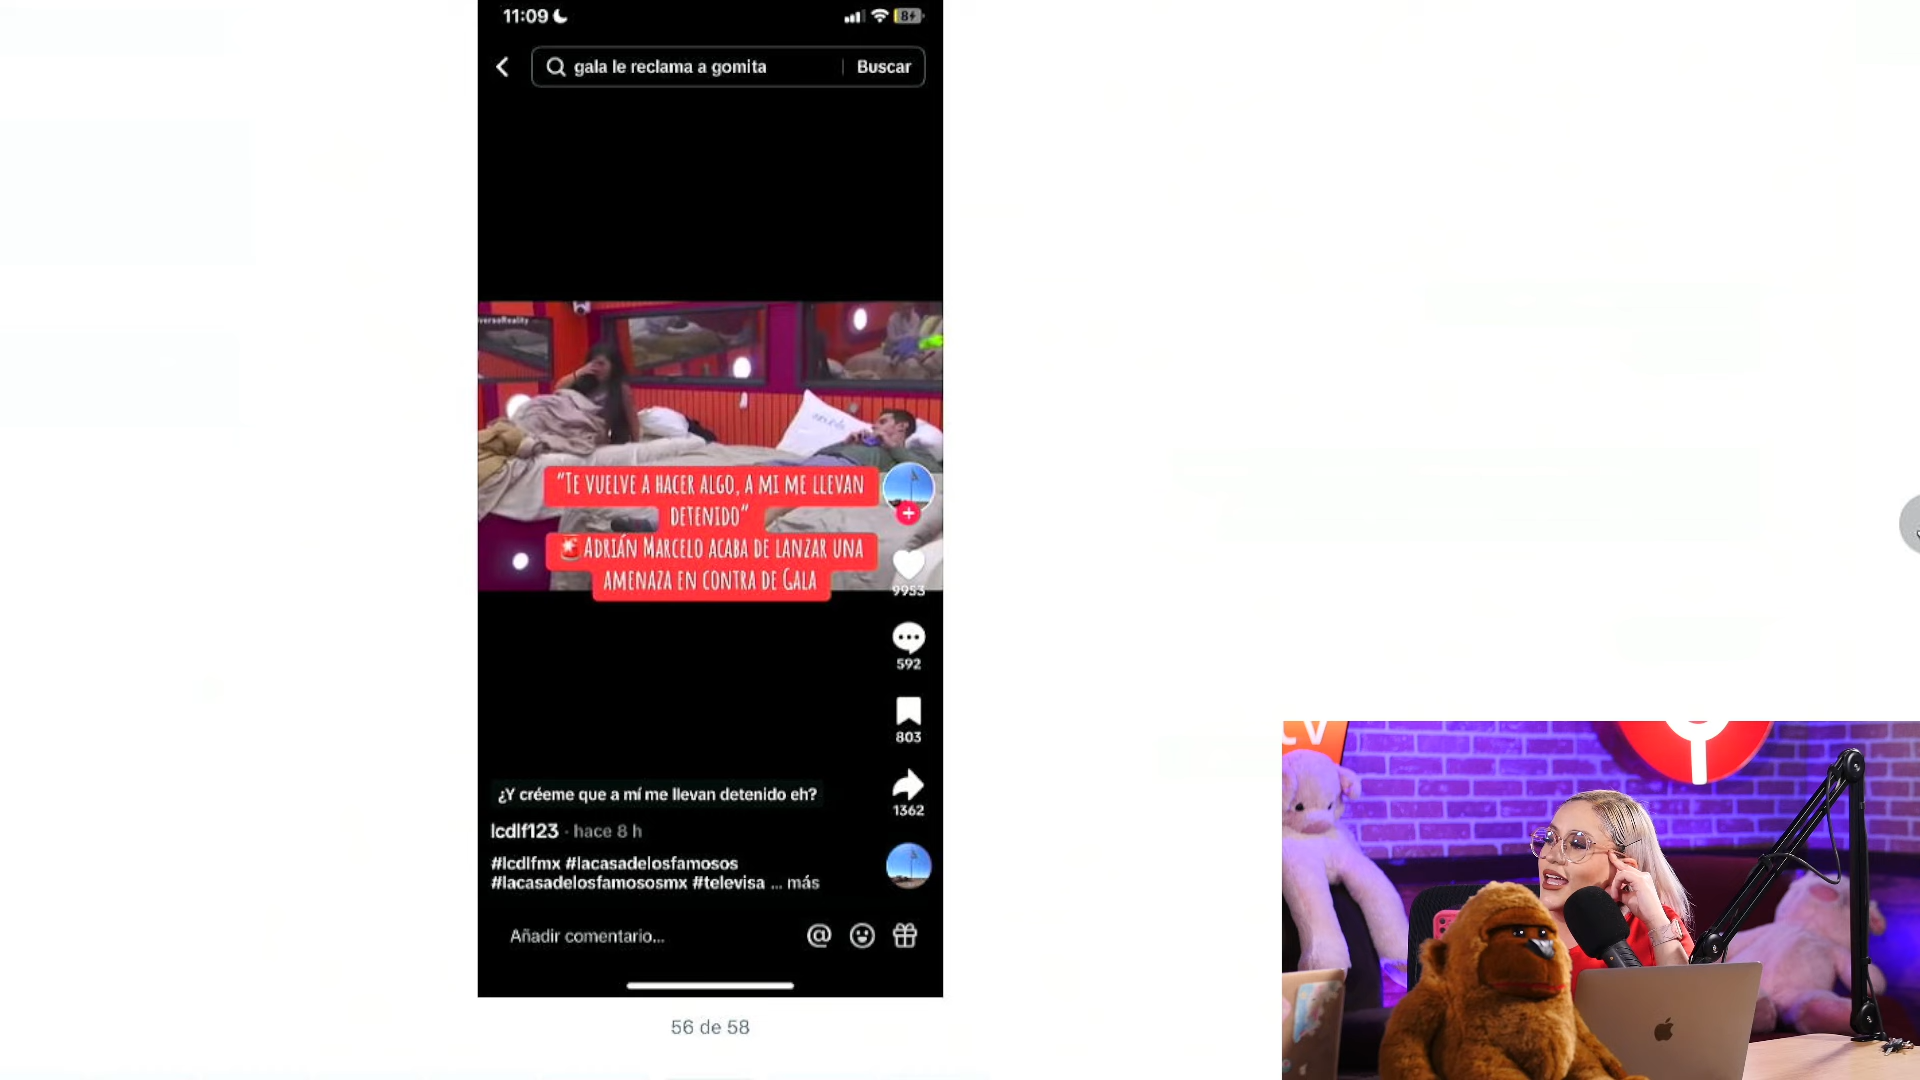 11:09
84
gala le reclama a gomita
Buscar
iversoReality
"TE VUELVE A HACER ALGO, A MI ME LLEVAN
DETENIDO"
🚨 ADRIÁN MARCELO ACABA DE LANZAR UNA
AMENAZA EN CONTRA DE GALA
9953
592
803
1362
¿Y créeme que a mí me llevan detenido eh?
lcdlf123 · hace 8 h
#lcdlfmx #lacasadelosfamosos
#lacasadelosfamososmx #televisa ... más
Añadir comentario...
56 de 58